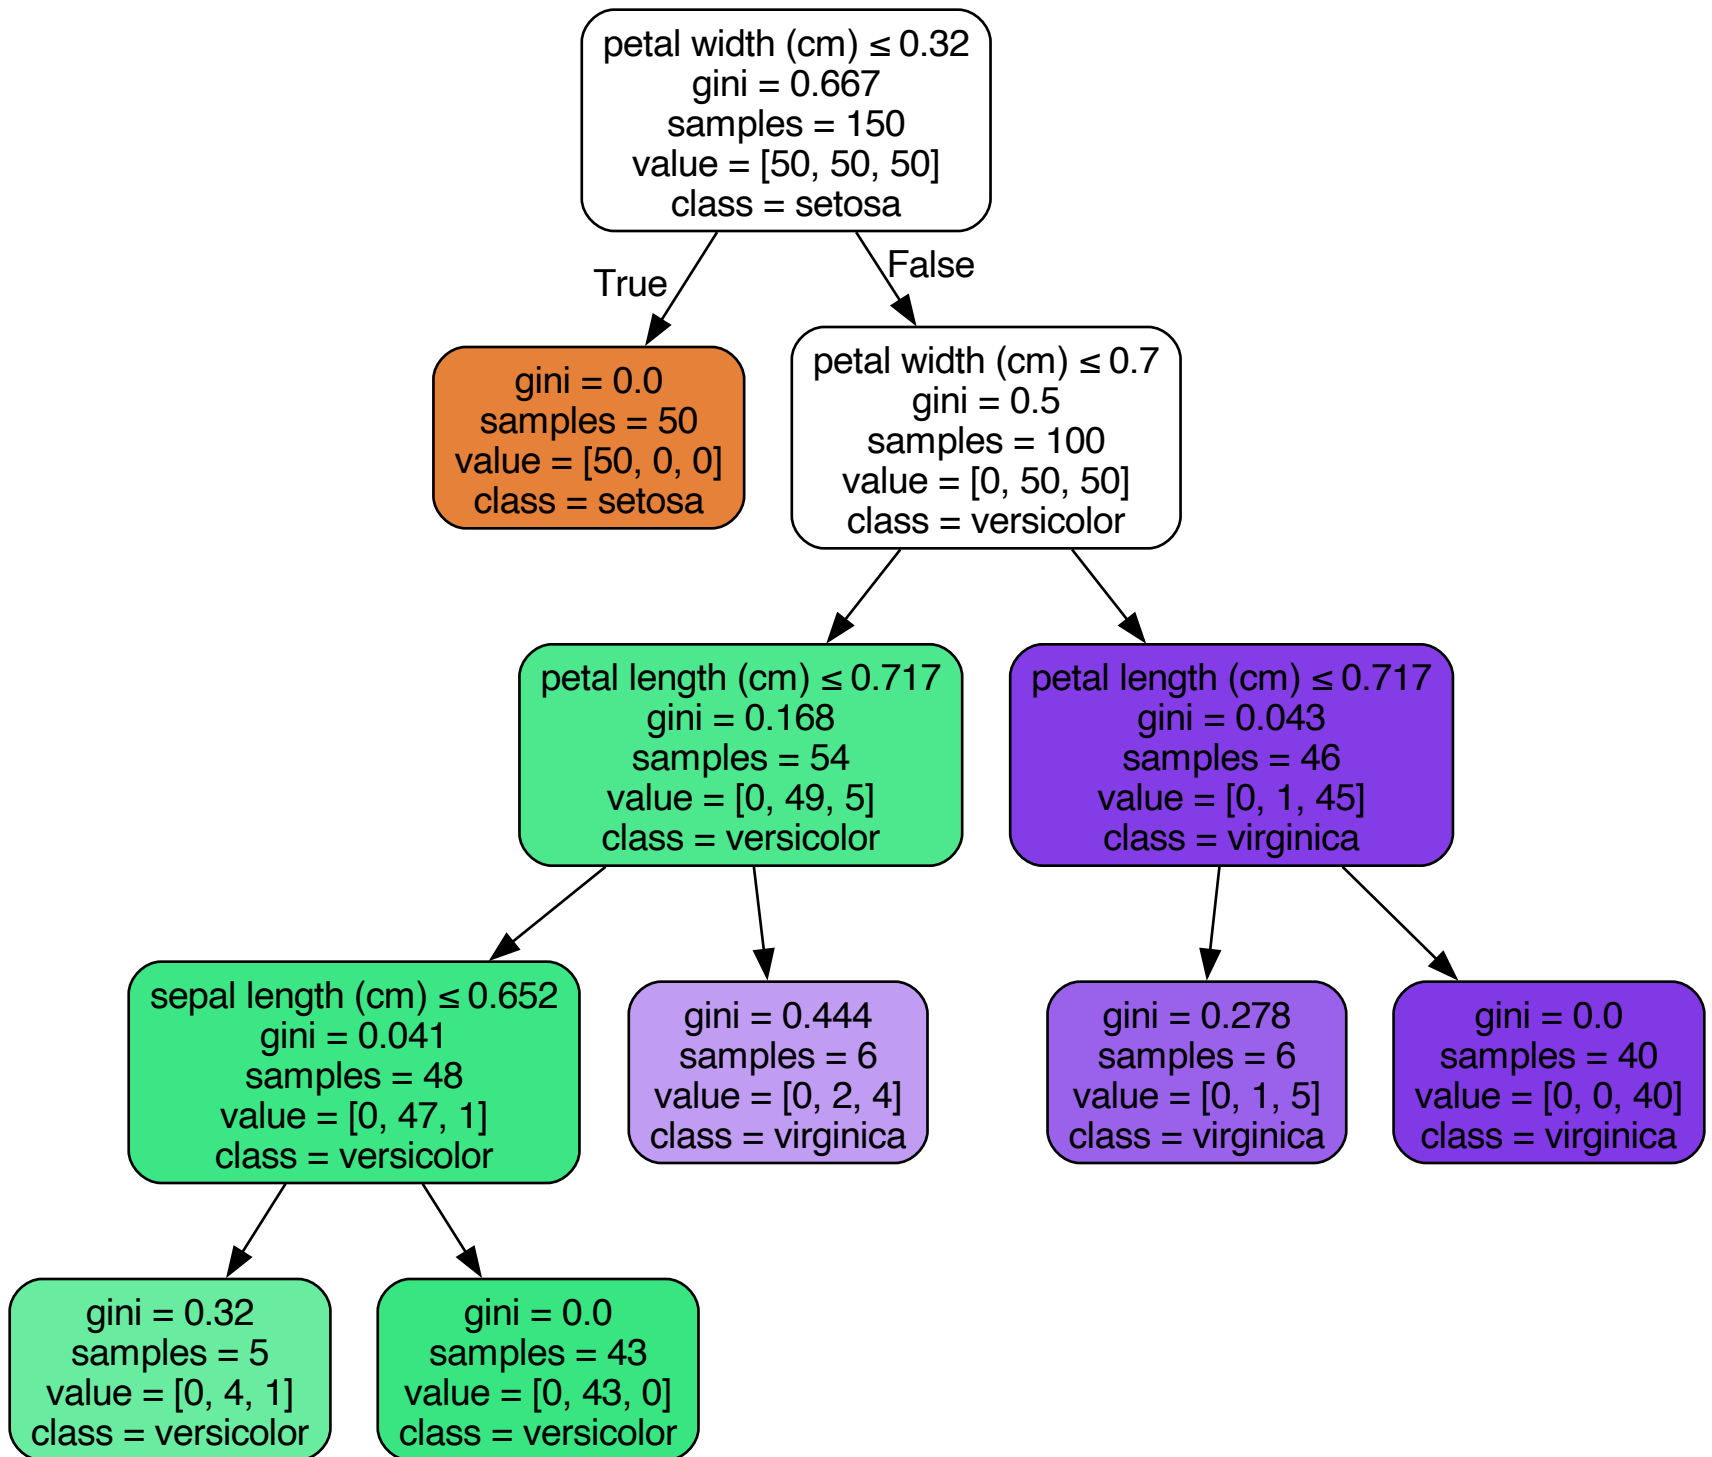 petal width (cm) ≤ 0.32
gini = 0.667
samples = 150
value = [50, 50, 50]
class = setosa
True
False
gini = 0.0
samples = 50
value = [50, 0, 0]
class = setosa
petal width (cm) ≤ 0.7
gini = 0.5
samples = 100
value = [0, 50, 50]
class = versicolor
petal length (cm) ≤ 0.717
gini = 0.168
samples = 54
value = [0, 49, 5]
class = versicolor
petal length (cm) ≤ 0.717
gini = 0.043
samples = 46
value = [0, 1, 45]
class = virginica
sepal length (cm) ≤ 0.652
gini = 0.041
samples = 48
value = [0, 47, 1]
class = versicolor
gini = 0.444
samples = 6
value = [0, 2, 4]
class = virginica
gini = 0.278
samples = 6
value = [0, 1, 5]
class = virginica
gini = 0.0
samples = 40
value = [0, 0, 40]
class = virginica
gini = 0.32
samples = 5
value = [0, 4, 1]
class = versicolor
gini = 0.0
samples = 43
value = [0, 43, 0]
class = versicolor